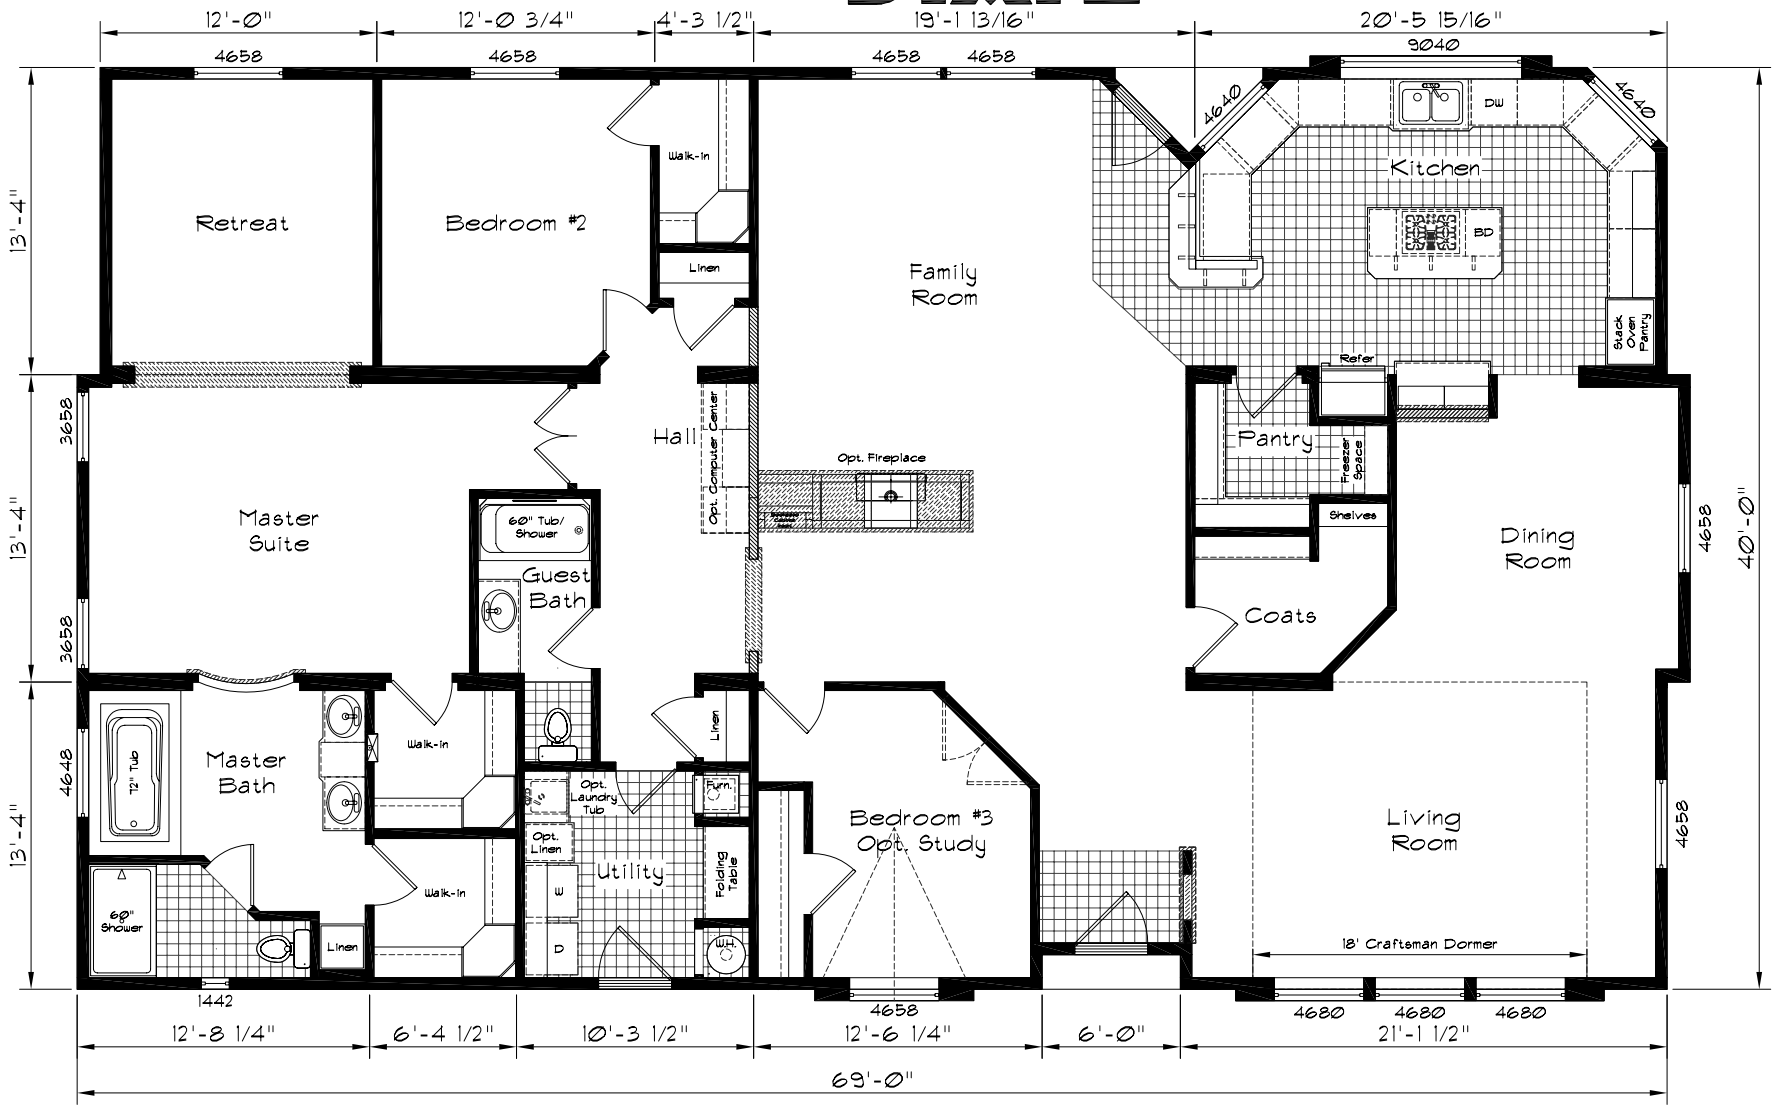 12'-0"
12'-0 3/4"
4'-3 1/2"
19'-1 13/16"
20'-5 15/16"
4658
4658
4658
4658
9040
4640
4640
DW
Walk-in
Kitchen
13'-4"
Retreat
Bedroom #2
BD
Linen
Family
Room
Stack
Oven
Pantry
Refer
3658
Hall
Opt. Computer Center
Pantry
Freezer
Space
Opt. Fireplace
13'-4"
Master
Suite
60" Tub/
Shower
Shelves
Dining
Room
4658
40'-0"
Guest
Bath
Coats
3658
Linen
Walk-in
Master
Bath
72" Tub
4648
Opt.
Laundry
Tub
Furn.
13'-4"
Bedroom #3
Opt. Study
Living
Room
4658
Opt.
Linen
Utility
Folding
Table
W
Walk-in
60"
Shower
Linen
D
W.H.
18' Craftsman Dormer
1442
4658
4680
4680
4680
12'-8 1/4"
6'-4 1/2"
10'-3 1/2"
12'-6 1/4"
6'-0"
21'-1 1/2"
69'-0"